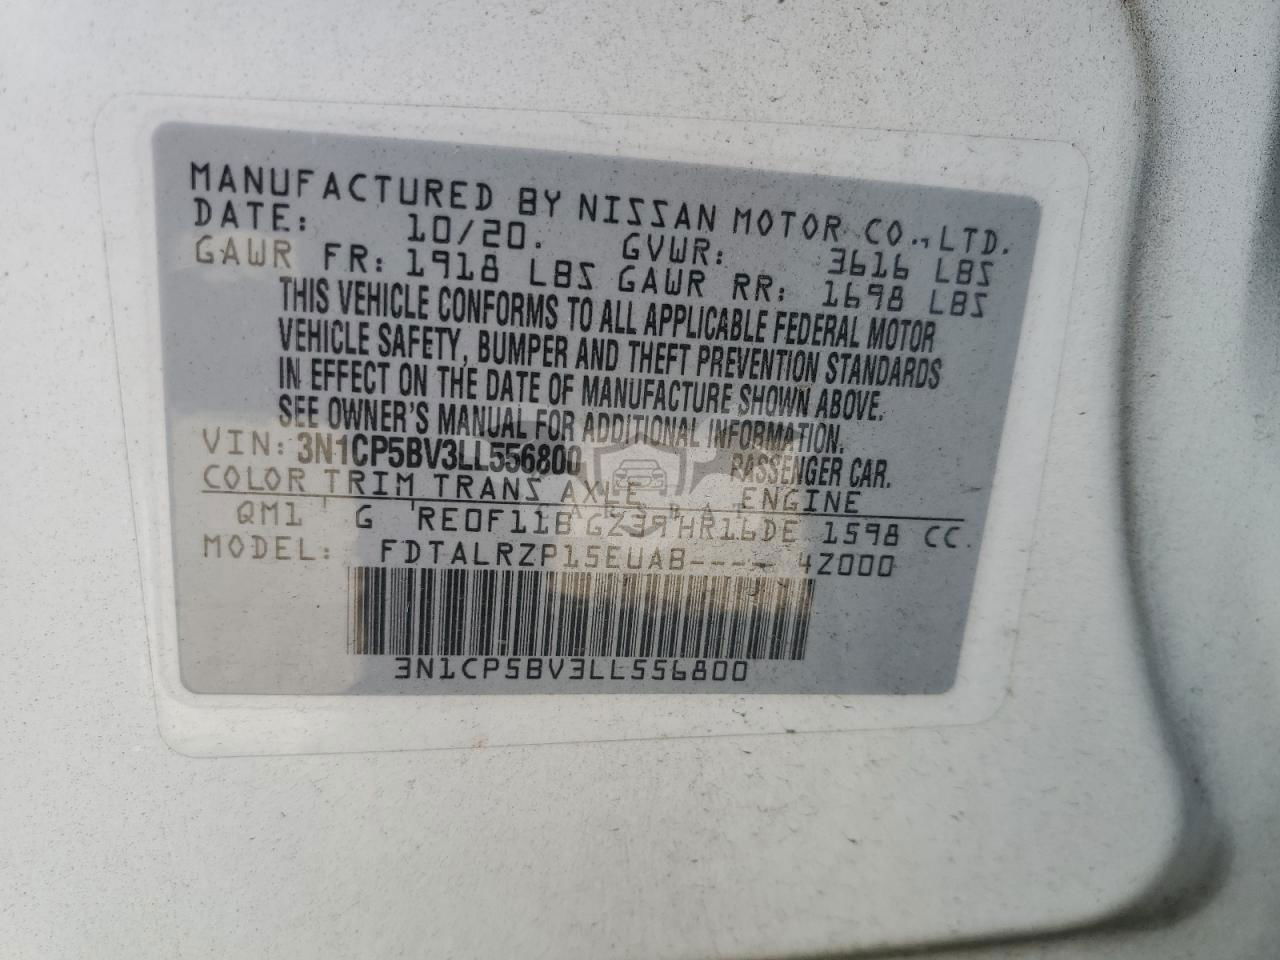 MANUFACTURED BY NISSAN MOTOR CO., LTD.
DATE: 10/20. GVWR: 3616 LBS
GAWR FR: 1918 LBS GAWR RR: 1698 LBS
THIS VEHICLE CONFORMS TO ALL APPLICABLE FEDERAL MOTOR
VEHICLE SAFETY, BUMPER AND THEFT PREVENTION STANDARDS
IN EFFECT ON THE DATE OF MANUFACTURE SHOWN ABOVE.
SEE OWNER'S MANUAL FOR ADDITIONAL INFORMATION.
VIN: 3N1CP5BV3LL556800 PASSENGER CAR.
COLOR TRIM TRANS AXLE ENGINE
QM1 G RE0F11B GZ39 HR16DE 1598 CC.
MODEL: FDTALRZP15EUAB---- 4Z000
3N1CP5BV3LL556800